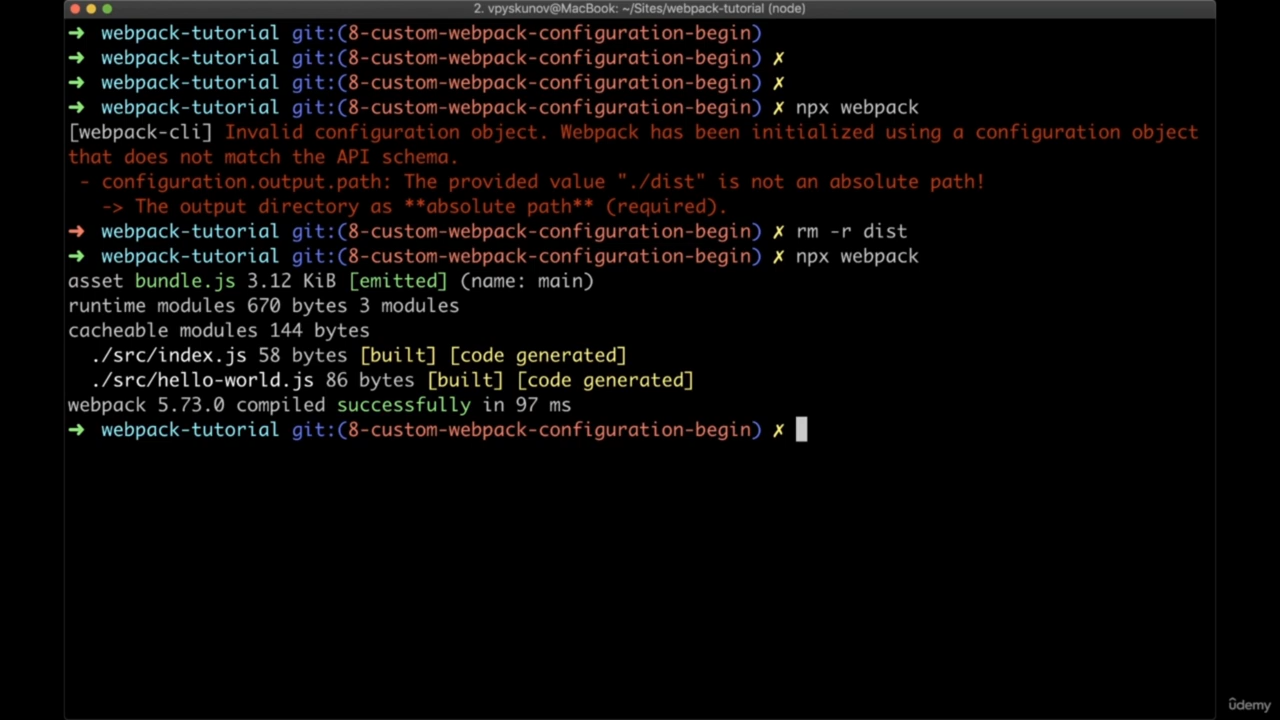 2. vpyskunov@MacBook: ~/Sites/webpack-tutorial (node)
➜ webpack-tutorial git:(8-custom-webpack-configuration-begin)
➜ webpack-tutorial git:(8-custom-webpack-configuration-begin) ✗
➜ webpack-tutorial git:(8-custom-webpack-configuration-begin) ✗
➜ webpack-tutorial git:(8-custom-webpack-configuration-begin) ✗ npx webpack
[webpack-cli] Invalid configuration object. Webpack has been initialized using a configuration object
that does not match the API schema.
- configuration.output.path: The provided value "./dist" is not an absolute path!
-> The output directory as **absolute path** (required).
➜ webpack-tutorial git:(8-custom-webpack-configuration-begin) ✗ rm -r dist
➜ webpack-tutorial git:(8-custom-webpack-configuration-begin) ✗ npx webpack
asset bundle.js 3.12 KiB [emitted] (name: main)
runtime modules 670 bytes 3 modules
cacheable modules 144 bytes
./src/index.js 58 bytes [built] [code generated]
./src/hello-world.js 86 bytes [built] [code generated]
webpack 5.73.0 compiled successfully in 97 ms
➜ webpack-tutorial git:(8-custom-webpack-configuration-begin) ✗
ûdemy